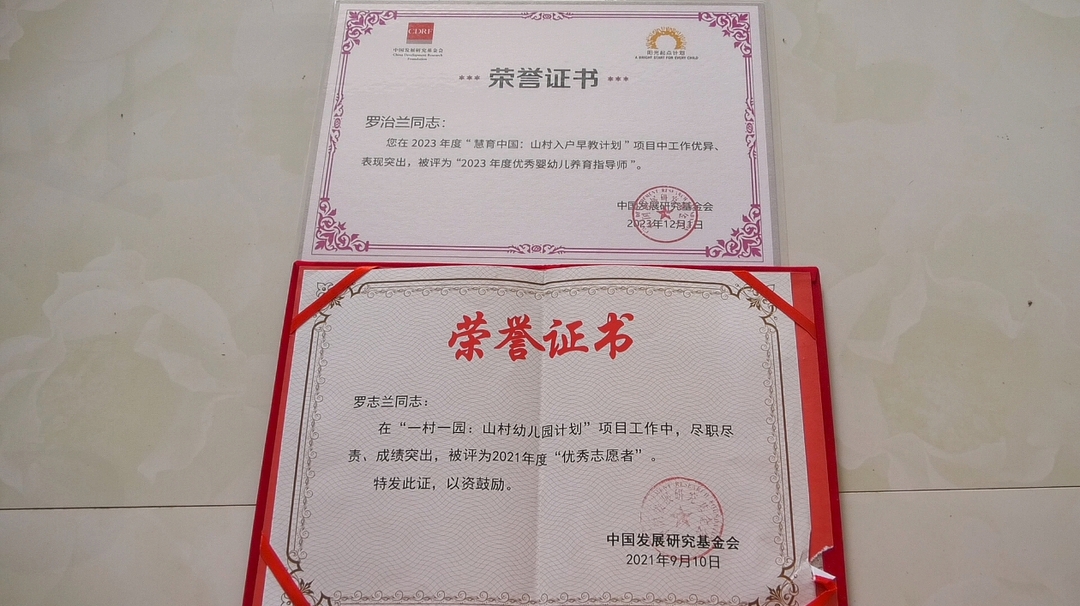 CDRF
中国发展研究基金会
China Development Research
Foundation
阳光起点计划
A BRIGHT START FOR EVERY CHILD
*** 荣誉证书 ***
罗治兰同志：
您在 2023 年度“慧育中国：山村入户早教计划”项目中工作优异、
表现突出，被评为“2023 年度优秀婴幼儿养育指导师”。
中国发展研究基金会
2023年12月1日
荣誉证书
罗志兰同志：
在“一村一园：山村幼儿园计划”项目工作中，尽职尽
责、成绩突出，被评为2021年度“优秀志愿者”。
特发此证，以资鼓励。
中国发展研究基金会
2021年9月10日